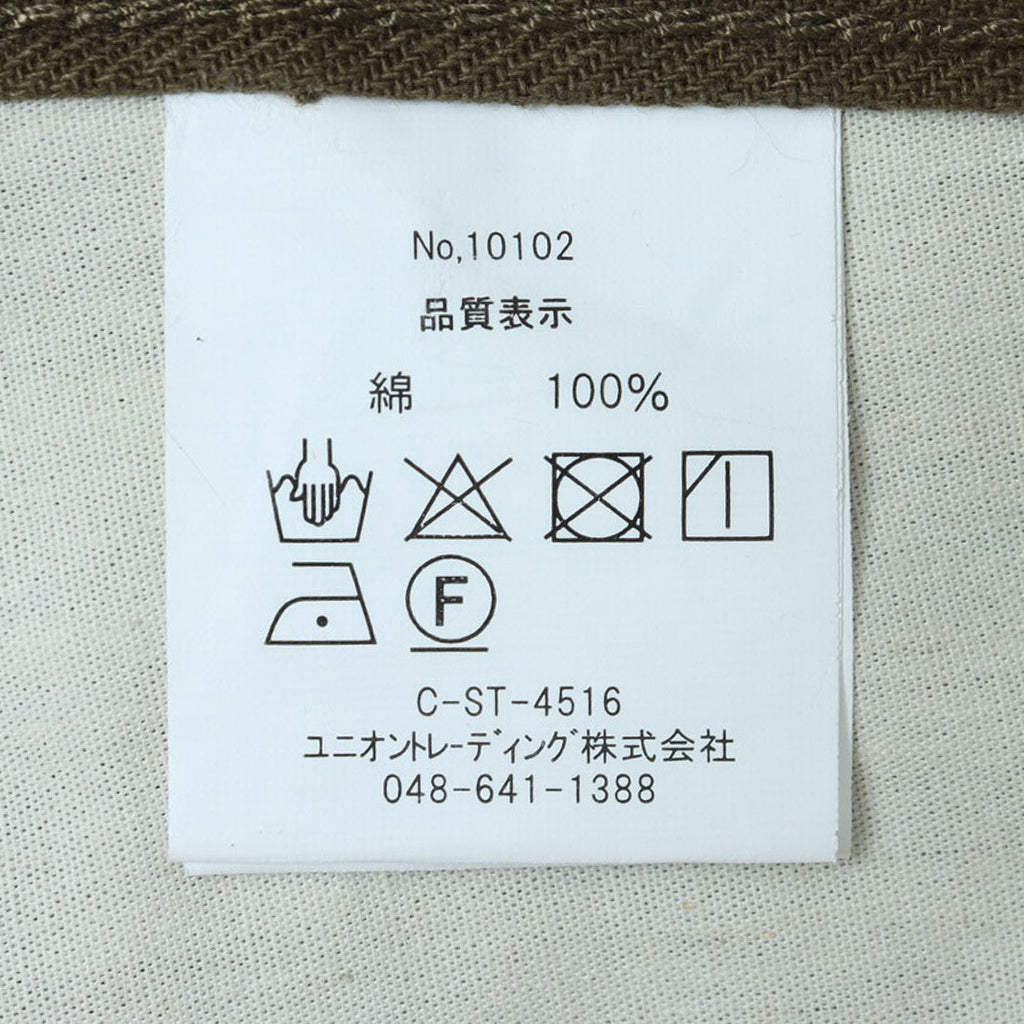 No,10102
品質表示
綿 100%
F
C-ST-4516
ユニオントレーディング株式会社
048-641-1388